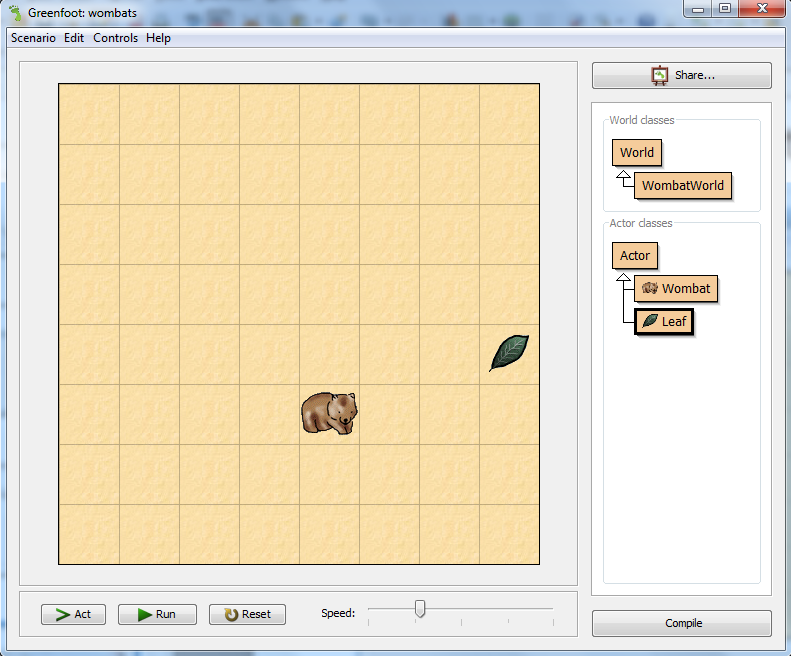 Greenfoot: wombats
Scenario Edit Controls Help
Share...
World classes
World
WombatWorld
Actor classes
Actor
Wombat
Leaf
Act
Run
Reset
Speed:
Compile